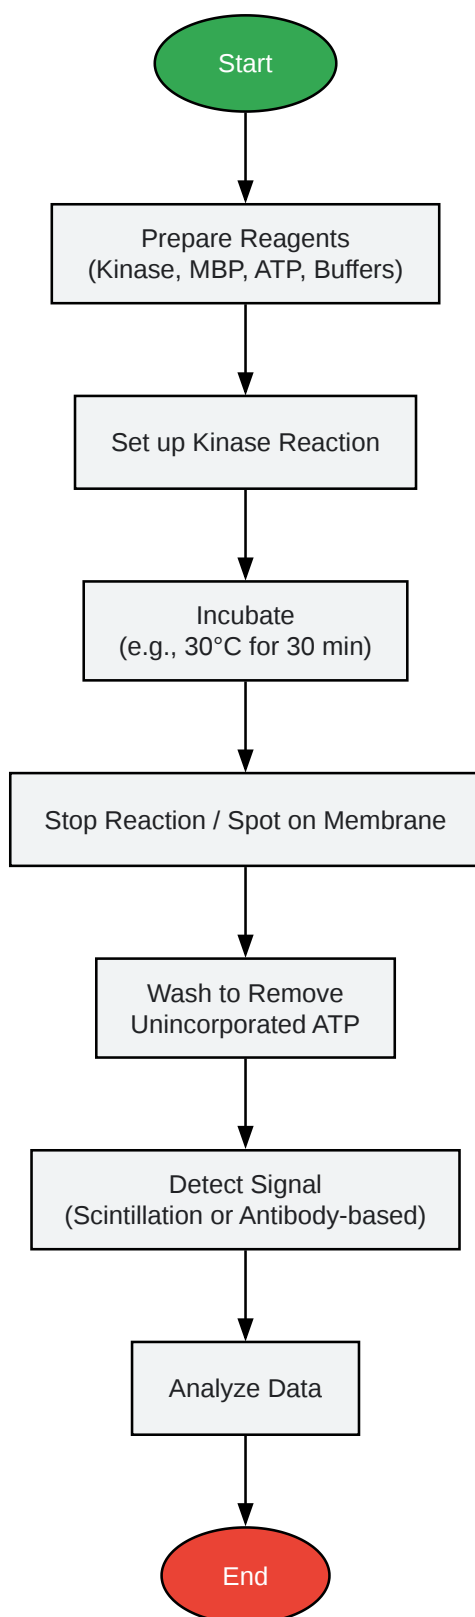 Start
Prepare Reagents
(Kinase, MBP, ATP, Buffers)
Set up Kinase Reaction
Incubate
(e.g., 30°C for 30 min)
Stop Reaction / Spot on Membrane
Wash to Remove
Unincorporated ATP
Detect Signal
(Scintillation or Antibody-based)
Analyze Data
End